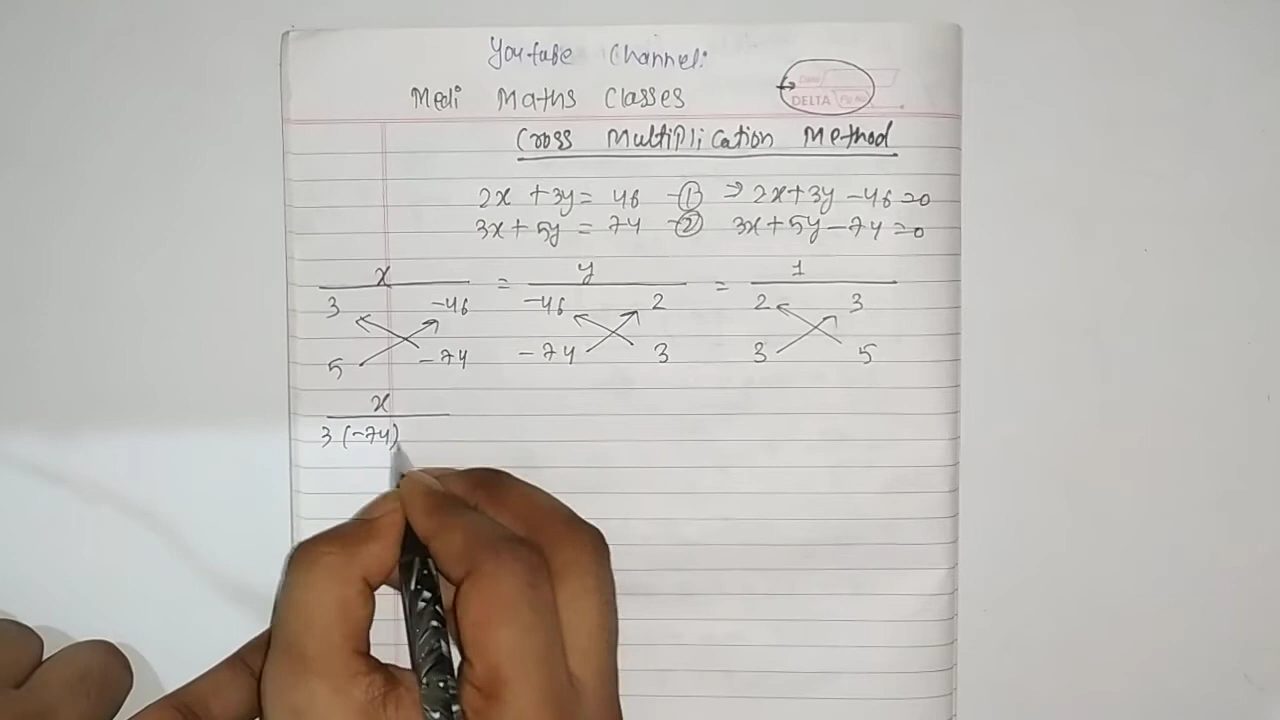 Youtube Channel:
Medi Maths Classes
DELTA
Cross Multiplication Method
2x + 3y = 46 -① ⇒ 2x + 3y - 46 = 0
3x + 5y = 74 -② 3x + 5y - 74 = 0
x = y = 1
3 -46 -46 2 2 3
5 -74 -74 3 3 5
x
3 (-74)